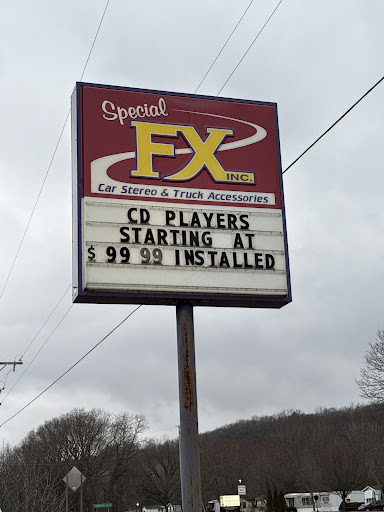 Special
FX
INC.
Car Stereo & Truck Accessories
CD PLAYERS
STARTING AT
$ 99 99 INSTALLED